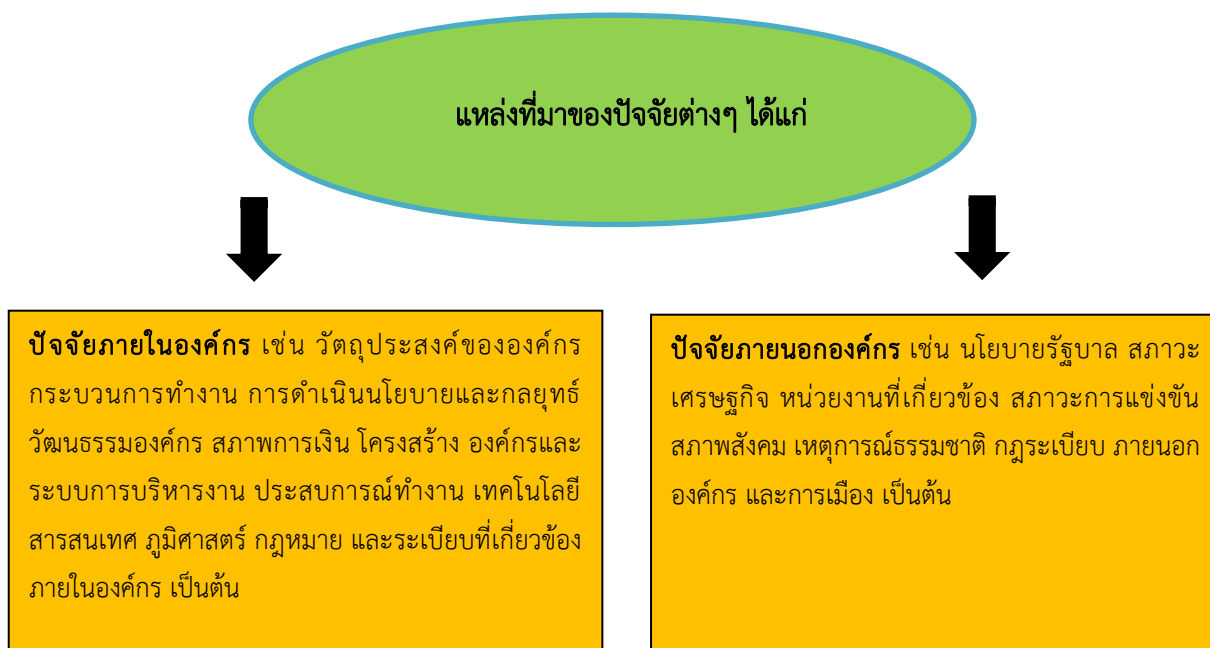 แหล่งที่มาของปัจจัยต่างๆ ได้แก่
ปัจจัยภายในองค์กร เช่น วัตถุประสงค์ขององค์กร
กระบวนการทำงาน การดำเนินนโยบายและกลยุทธ์
วัฒนธรรมองค์กร สภาพการเงิน โครงสร้าง องค์กรและ
ระบบการบริหารงาน ประสบการณ์ทำงาน เทคโนโลยี
สารสนเทศ ภูมิศาสตร์ กฎหมาย และระเบียบที่เกี่ยวข้อง
ภายในองค์กร เป็นต้น
ปัจจัยภายนอกองค์กร เช่น นโยบายรัฐบาล สภาวะ
เศรษฐกิจ หน่วยงานที่เกี่ยวข้อง สภาวะการแข่งขัน
สภาพสังคม เหตุการณ์ธรรมชาติ กฎระเบียบ ภายนอก
องค์กร และการเมือง เป็นต้น